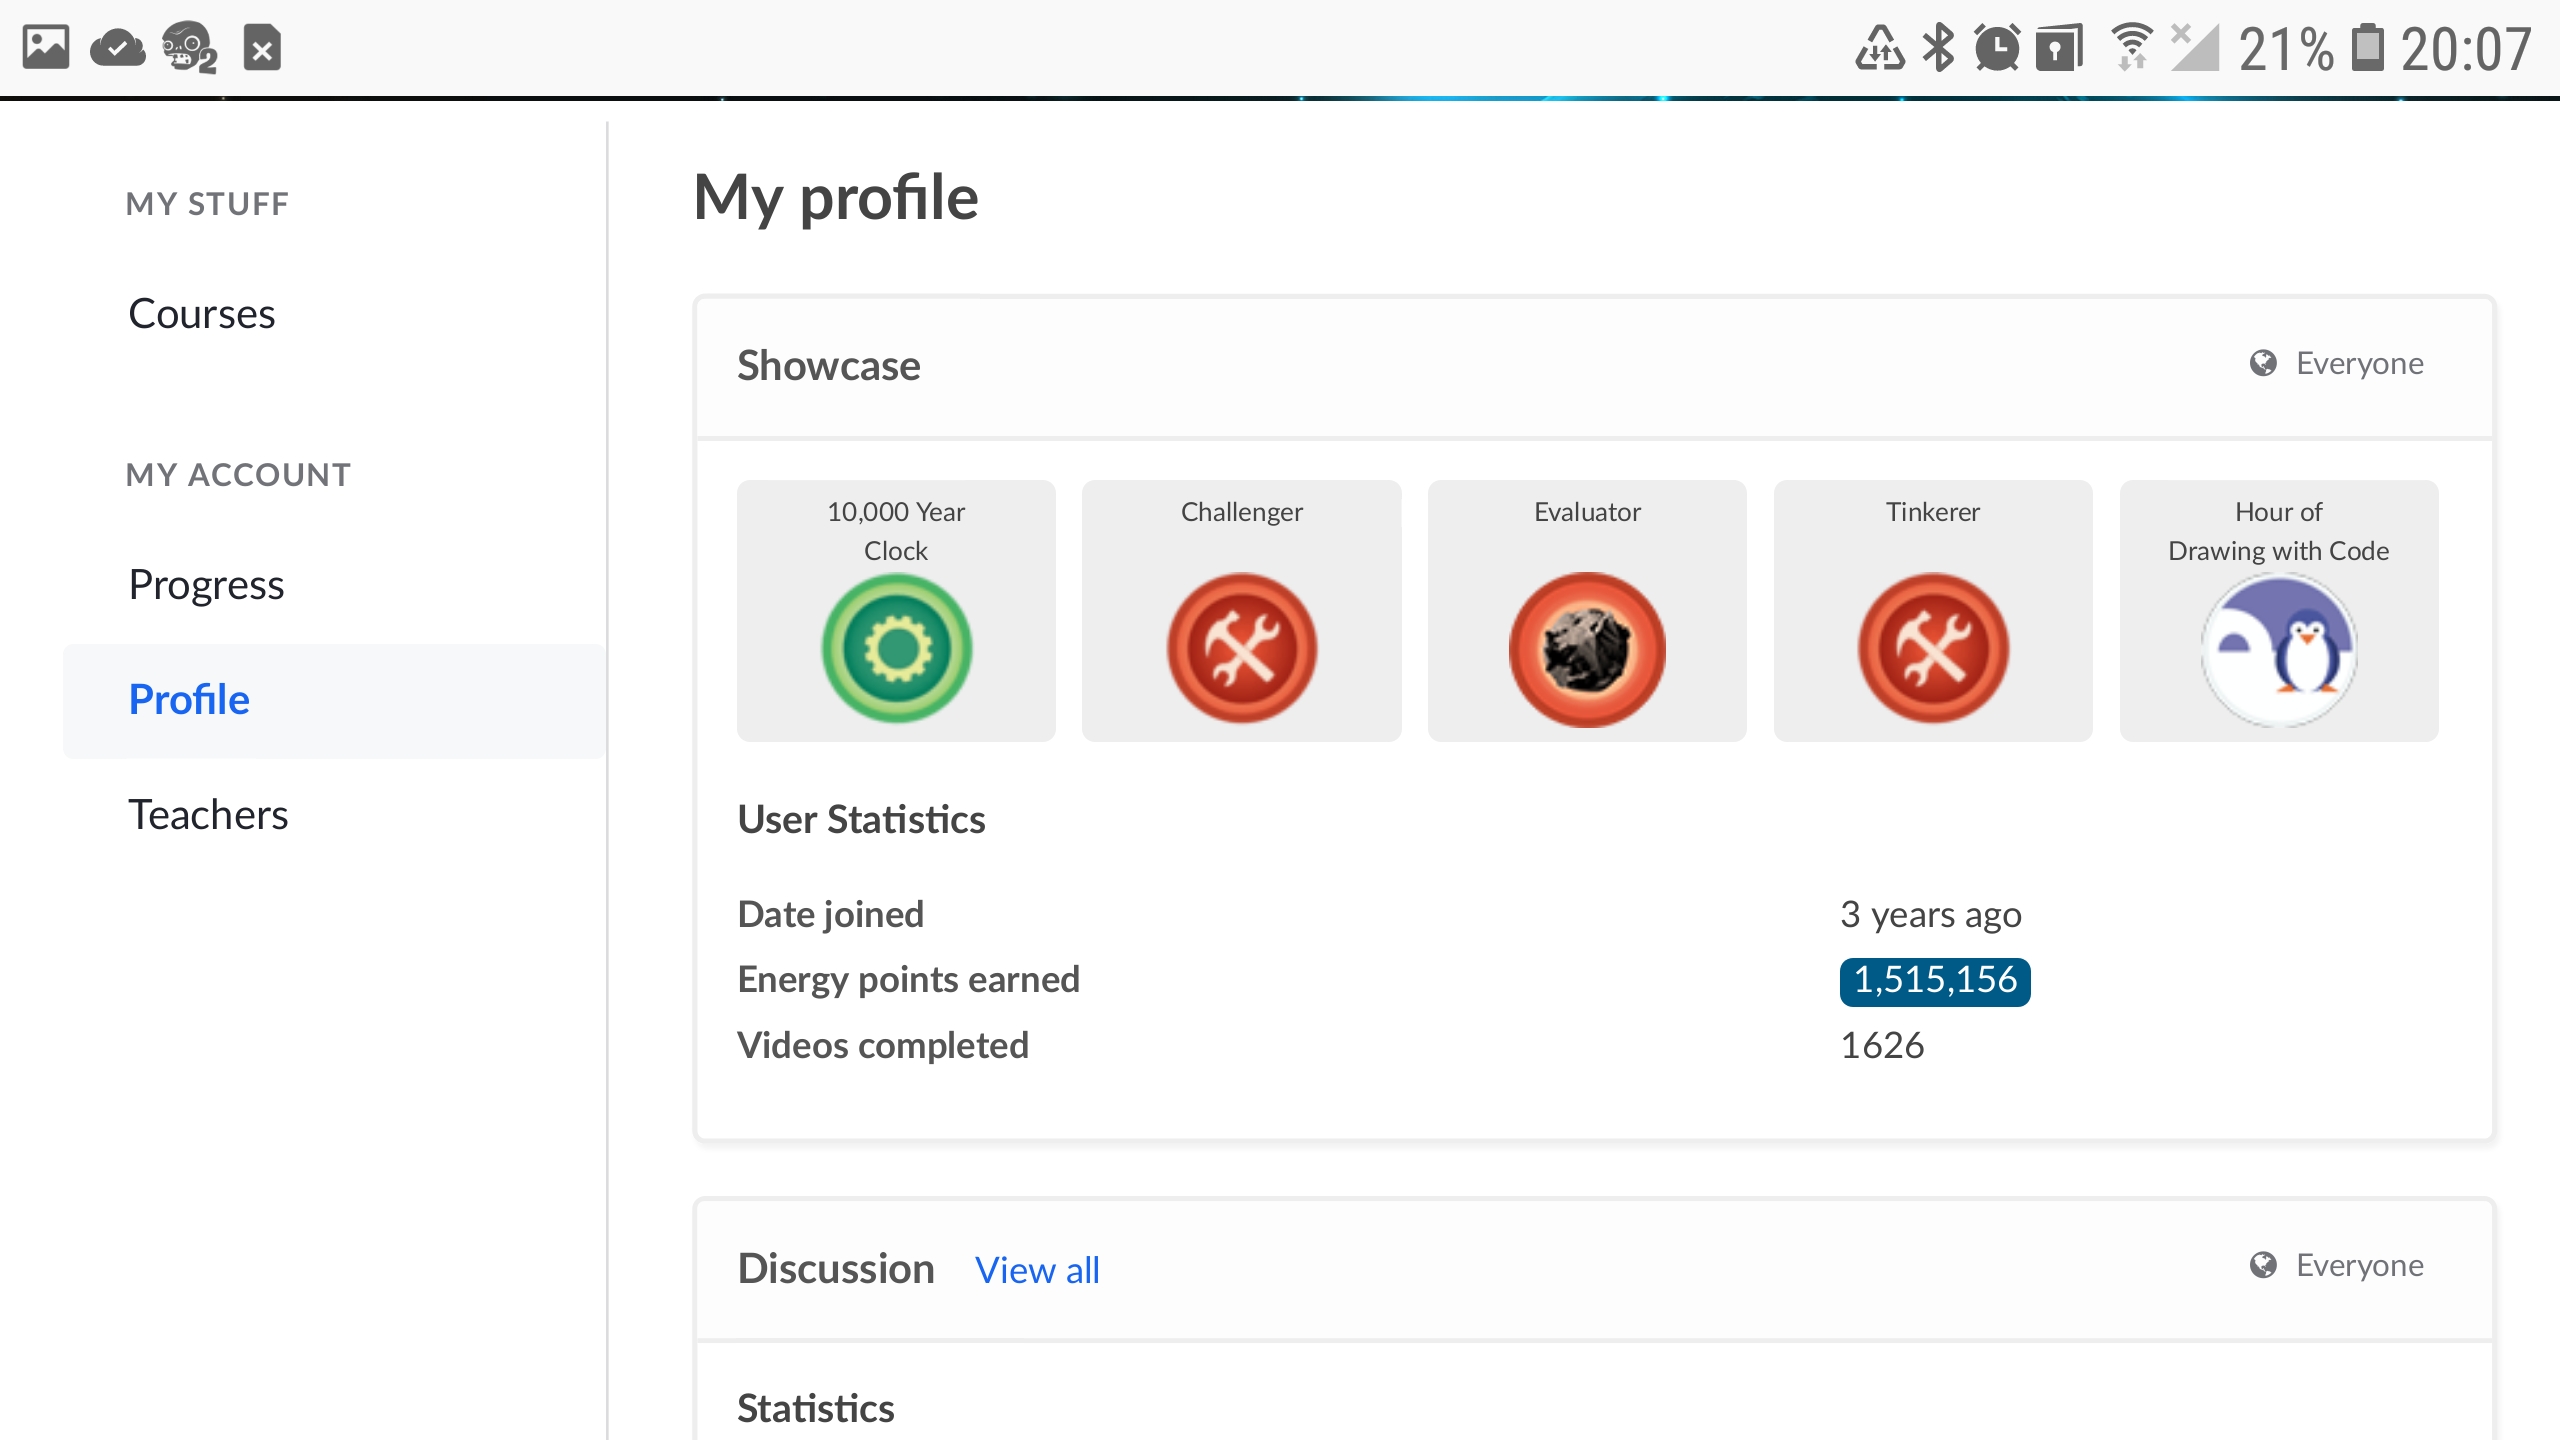 21% 20:07
MY STUFF
Courses
MY ACCOUNT
Progress
Profile
Teachers
My profile
Showcase
Everyone
10,000 Year
Clock
Challenger
Evaluator
Tinkerer
Hour of
Drawing with Code
User Statistics
Date joined 3 years ago
Energy points earned 1,515,156
Videos completed 1626
Discussion View all
Everyone
Statistics